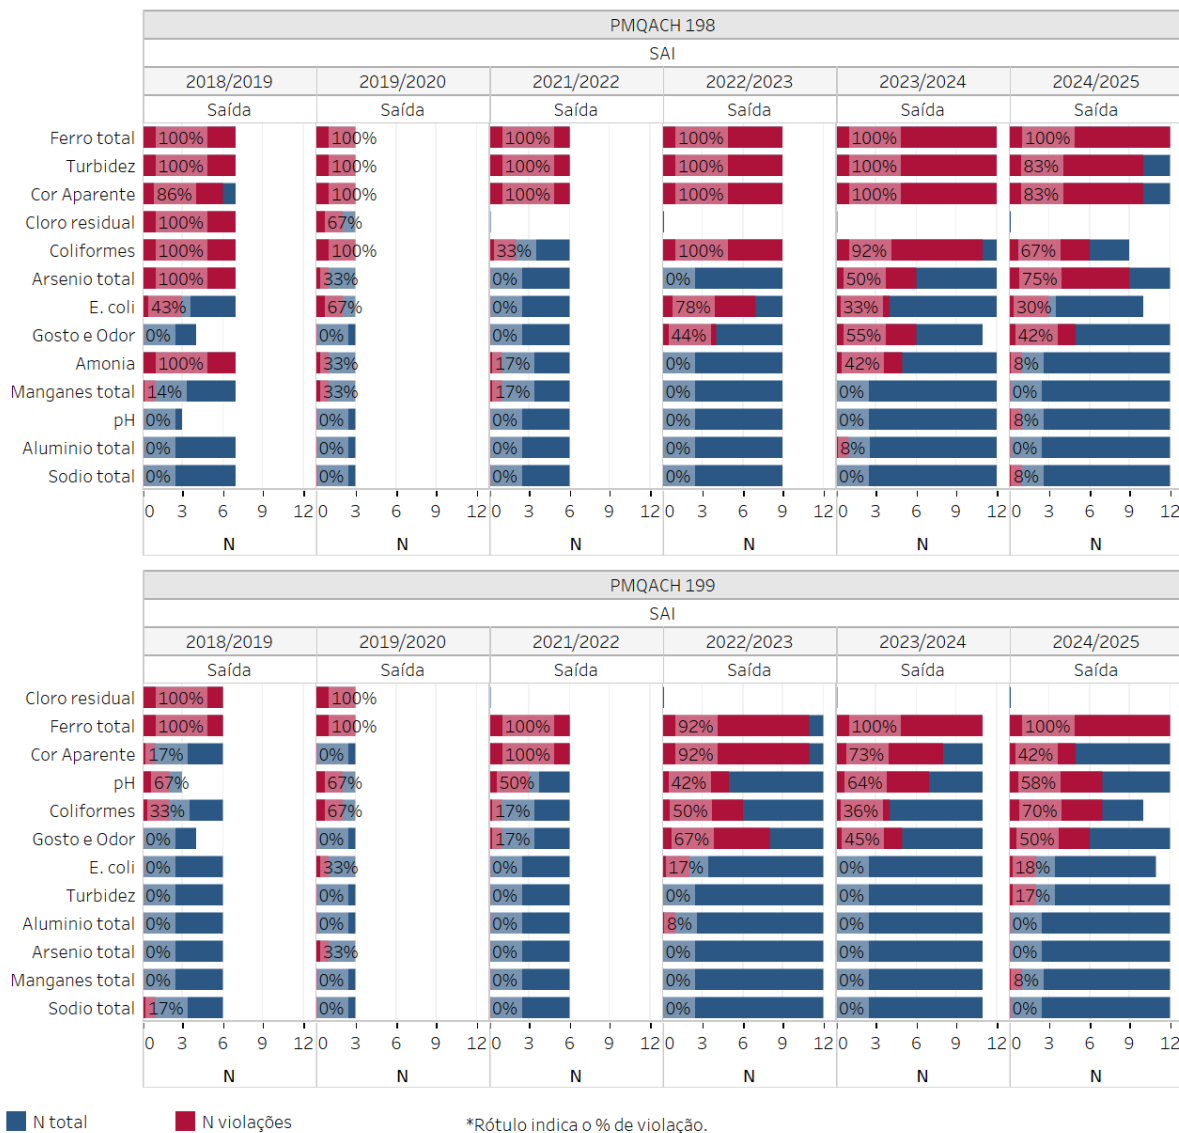 PMQACH 198
SAI
2018/2019 2019/2020 2021/2022 2022/2023 2023/2024 2024/2025
Saída Saída Saída Saída Saída Saída
Ferro total 100% 100% 100% 100% 100% 100%
Turbidez 100% 100% 100% 100% 100% 83%
Cor Aparente 86% 100% 100% 100% 100% 83%
Cloro residual 100% 67%
Coliformes 100% 100% 33% 100% 92% 67%
Arsenio total 100% 33% 0% 0% 50% 75%
E. coli 43% 67% 0% 78% 33% 30%
Gosto e Odor 0% 0% 0% 44% 55% 42%
Amonia 100% 33% 17% 0% 42% 8%
Manganes total 14% 33% 17% 0% 0% 0%
pH 0% 0% 0% 0% 0% 8%
Aluminio total 0% 0% 0% 0% 8% 0%
Sodio total 0% 0% 0% 0% 0% 8%
0 3 6 9 12 0 3 6 9 12 0 3 6 9 12 0 3 6 9 12 0 3 6 9 12 0 3 6 9 12
N N N N N N
PMQACH 199
SAI
2018/2019 2019/2020 2021/2022 2022/2023 2023/2024 2024/2025
Saída Saída Saída Saída Saída Saída
Cloro residual 100% 100%
Ferro total 100% 100% 100% 92% 100% 100%
Cor Aparente 17% 0% 100% 92% 73% 42%
pH 67% 67% 50% 42% 64% 58%
Coliformes 33% 67% 17% 50% 36% 70%
Gosto e Odor 0% 0% 17% 67% 45% 50%
E. coli 0% 33% 0% 17% 0% 18%
Turbidez 0% 0% 0% 0% 0% 17%
Aluminio total 0% 0% 0% 8% 0% 0%
Arsenio total 0% 33% 0% 0% 0% 0%
Manganes total 0% 0% 0% 0% 0% 8%
Sodio total 17% 0% 0% 0% 0% 0%
0 3 6 9 12 0 3 6 9 12 0 3 6 9 12 0 3 6 9 12 0 3 6 9 12 0 3 6 9 12
N N N N N N
N total N violações *Rótulo indica o % de violação.